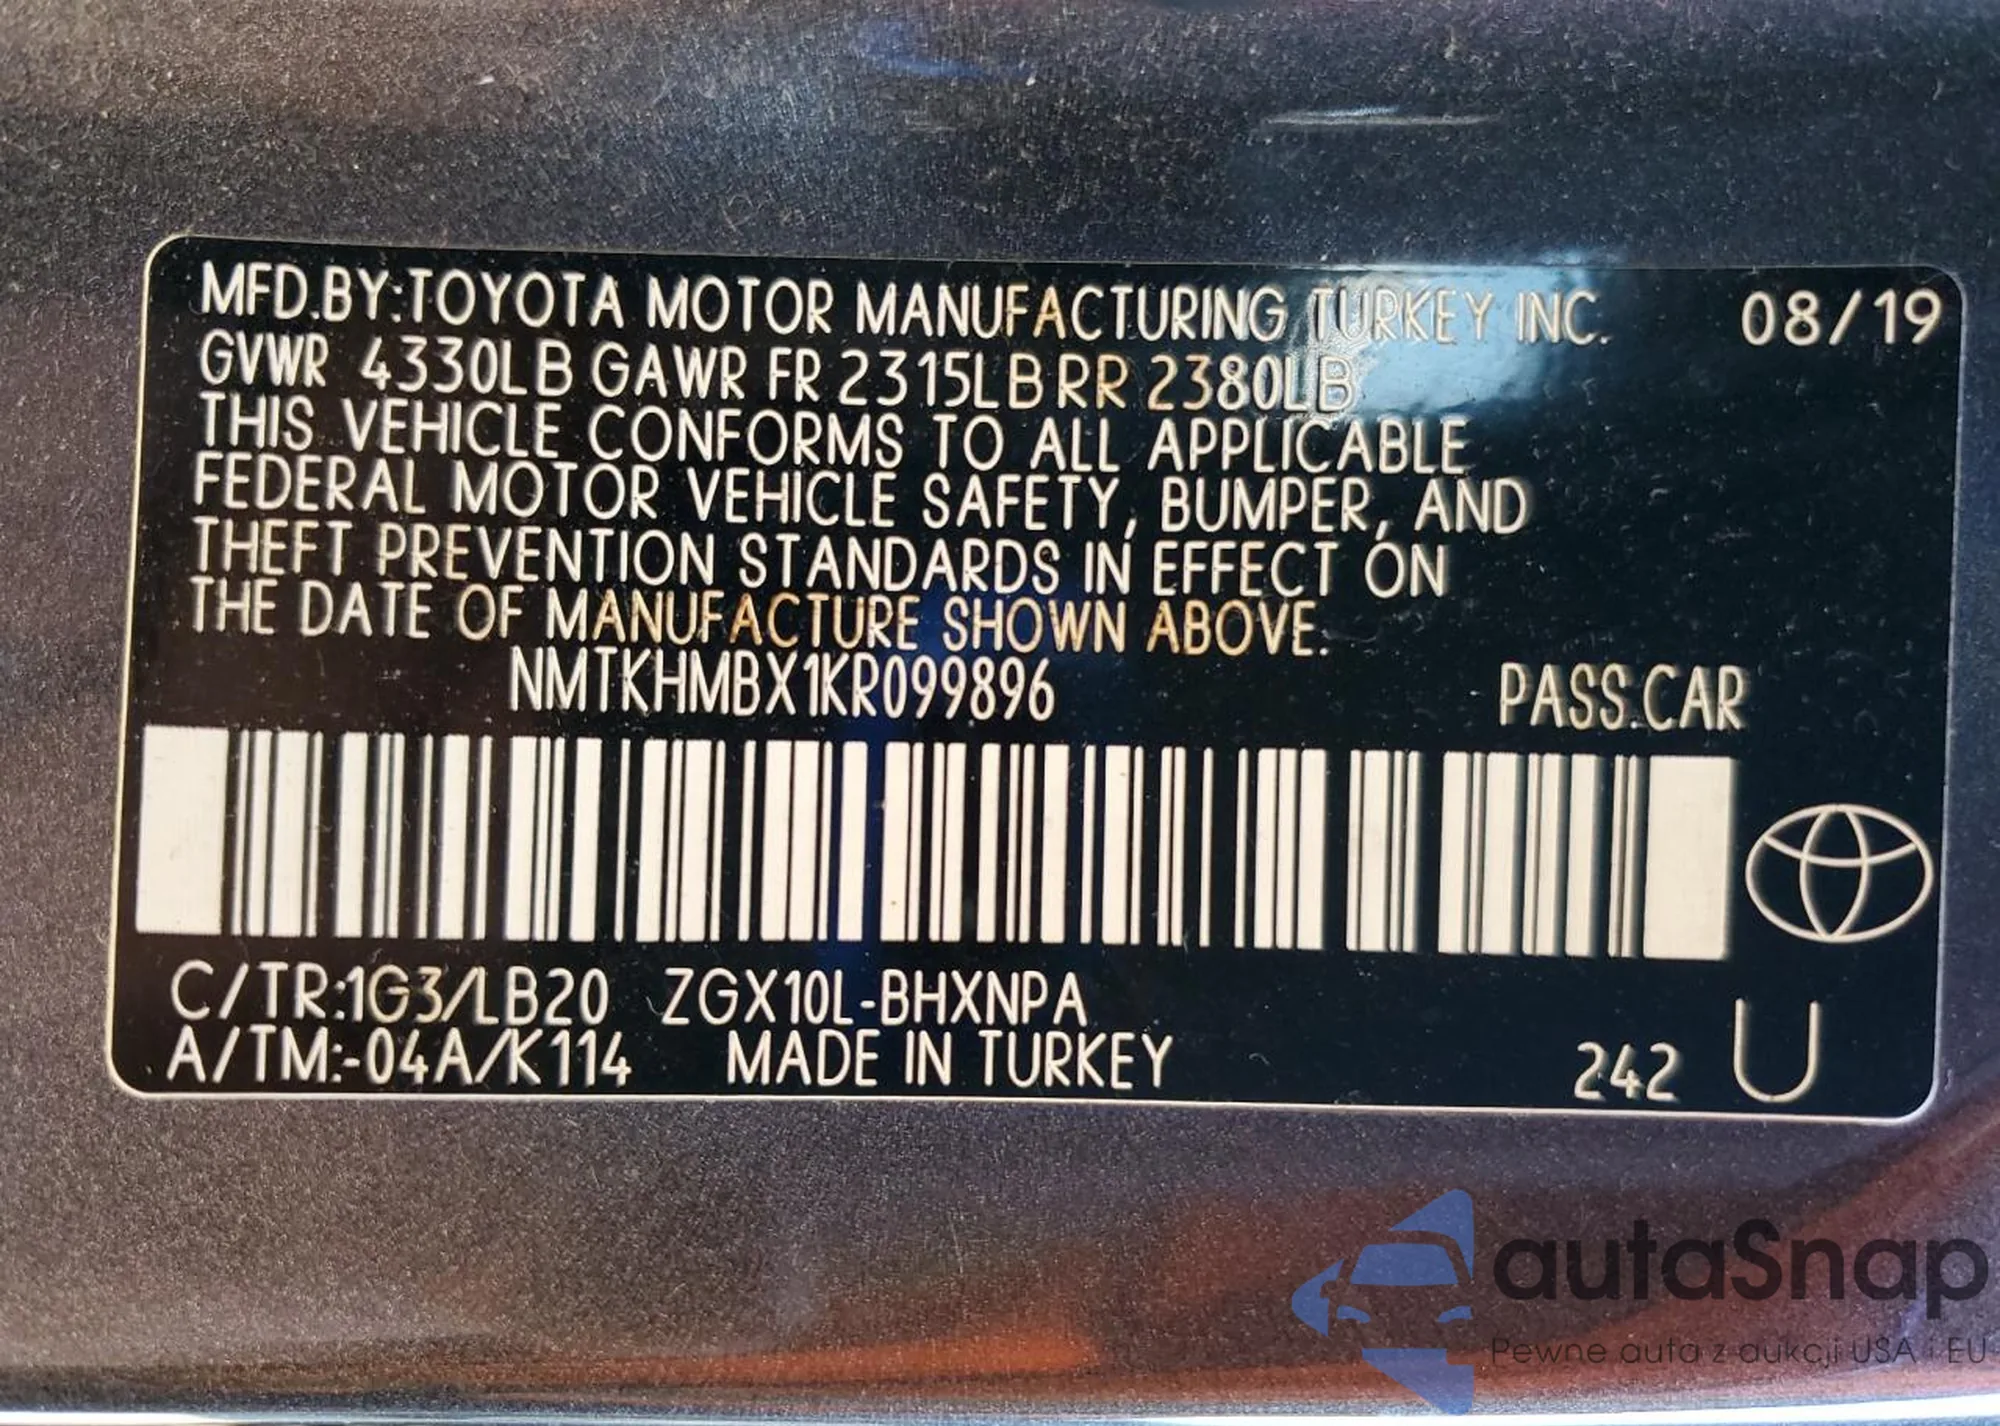 MFD.BY:TOYOTA MOTOR MANUFACTURING TURKEY INC. 08/19
GVWR 4330LB GAWR FR 2315LB RR 2380LB
THIS VEHICLE CONFORMS TO ALL APPLICABLE
FEDERAL MOTOR VEHICLE SAFETY, BUMPER, AND
THEFT PREVENTION STANDARDS IN EFFECT ON
THE DATE OF MANUFACTURE SHOWN ABOVE.
NMTKHMBX1KR099896 PASS.CAR
C/TR:1G3/LB20 ZGX10L-BHXNPA
A/TM:-04A/K114 MADE IN TURKEY 242 U
autaSnap
Pewne auta z aukcji USA i EU